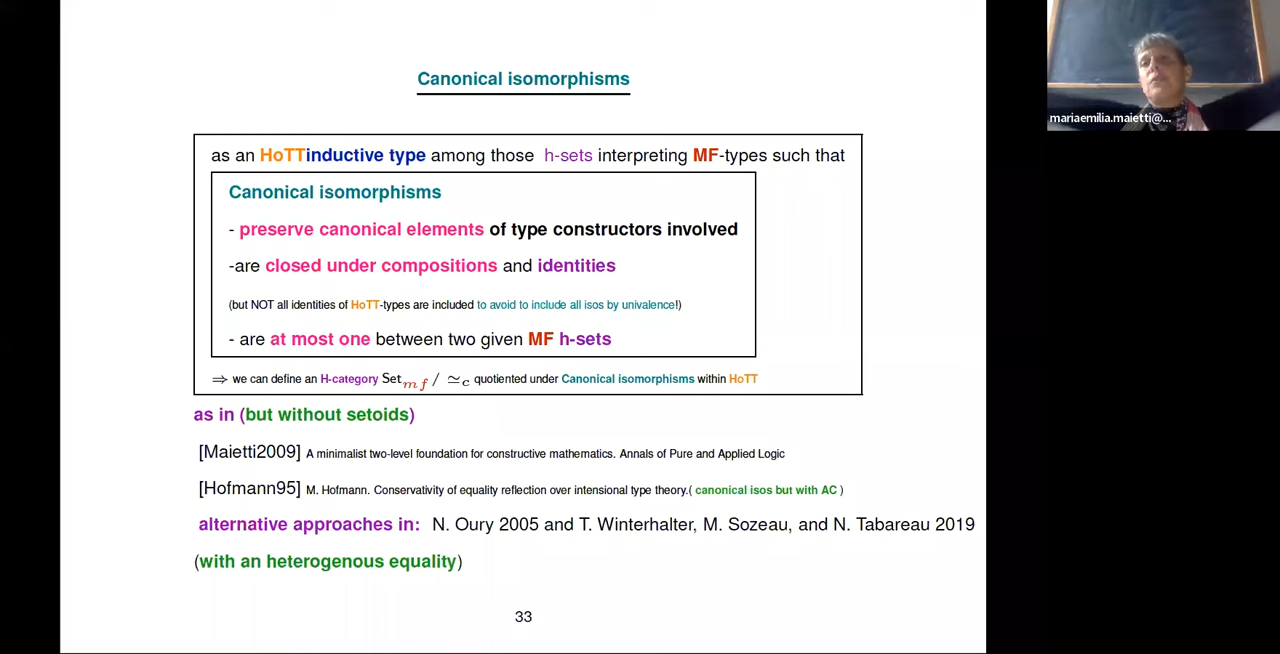 Canonical isomorphisms
as an HoTTinductive type among those h-sets interpreting MF-types such that
Canonical isomorphisms
- preserve canonical elements of type constructors involved
-are closed under compositions and identities
(but NOT all identities of HoTT-types are included to avoid to include all isos by univalence!)
- are at most one between two given MF h-sets
⇒ we can define an H-category Set_mf / ≃_c quotiented under Canonical isomorphisms within HoTT
as in (but without setoids)
[Maietti2009] A minimalist two-level foundation for constructive mathematics. Annals of Pure and Applied Logic
[Hofmann95] M. Hofmann. Conservativity of equality reflection over intensional type theory.( canonical isos but with AC )
alternative approaches in: N. Oury 2005 and T. Winterhalter, M. Sozeau, and N. Tabareau 2019
(with an heterogenous equality)
33
mariaemilia.maietti@...